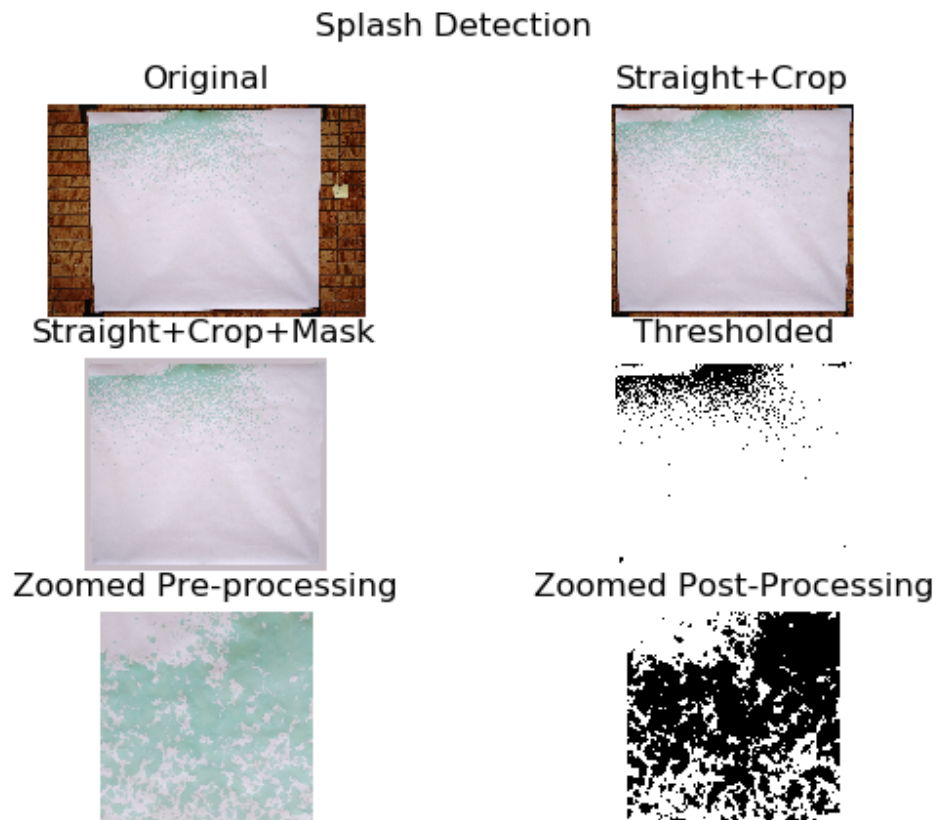 Splash Detection
Original
Straight+Crop
Straight+Crop+Mask
Thresholded
Zoomed Pre-processing
Zoomed Post-Processing